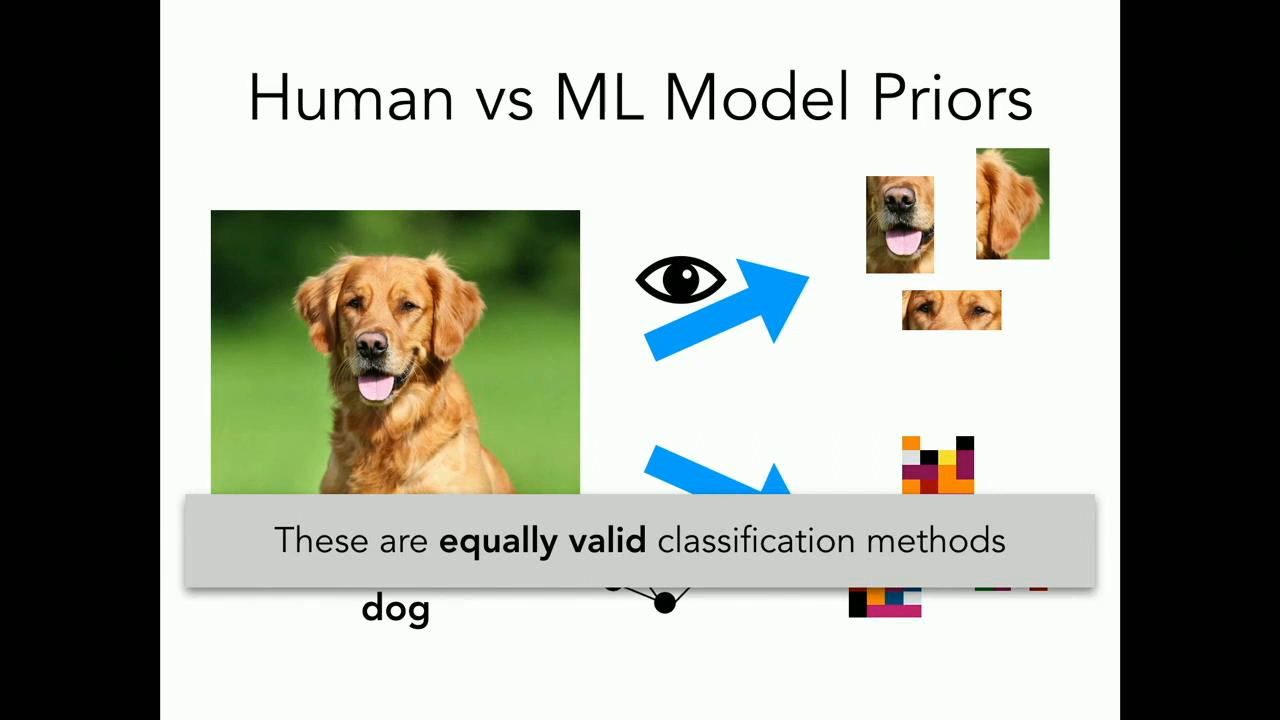 Human vs ML Model Priors
These are equally valid classification methods
dog